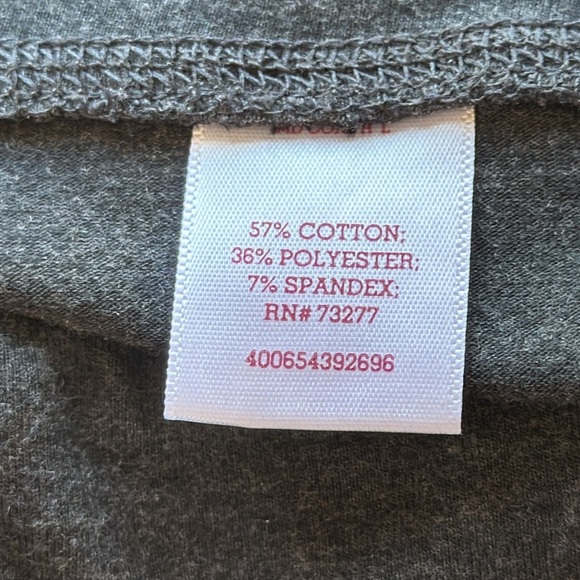 57% COTTON;
36% POLYESTER;
7% SPANDEX;
RN# 73277
400654392696